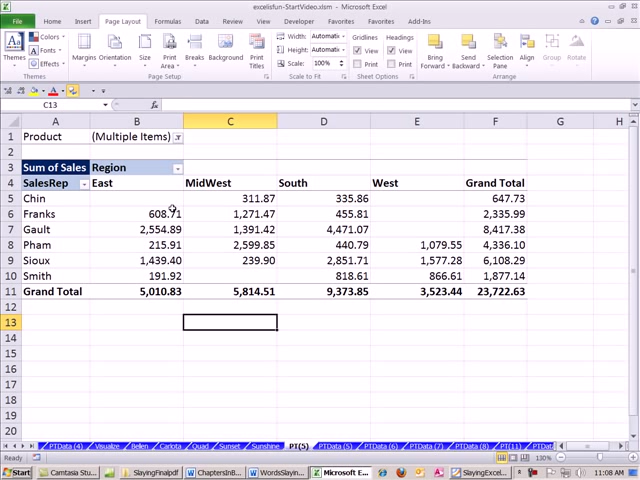 excelisfun-StartVideo.xlsm - Microsoft Excel
File Home Insert Page Layout Formulas Data Review View Developer Add-Ins
Themes Colors Fonts Effects Margins Orientation Size Print Area Breaks Background Print Titles Width: Automatic Height: Automatic Scale: 100% Gridlines View Print Headings View Print Bring Forward Send Backward Selection Pane Align Group Rotate
Themes Page Setup Scale to Fit Sheet Options Arrange
C13 fx
A B C D E F G H
1 Product (Multiple Items)
2
3 Sum of Sales Region
4 SalesRep East MidWest South West Grand Total
5 Chin 311.87 335.86 647.73
6 Franks 608.71 1,271.47 455.81 2,335.99
7 Gault 2,554.89 1,391.42 4,471.07 8,417.38
8 Pham 215.91 2,599.85 440.79 1,079.55 4,336.10
9 Sioux 1,439.40 239.90 2,851.71 1,577.28 6,108.29
10 Smith 191.92 818.61 866.61 1,877.14
11 Grand Total 5,010.83 5,814.51 9,373.85 3,523.44 23,722.63
12
13
14
15
16
17
18
19
20
PTData (4) Visualize Belen Carlota Quad Sunset Sunshine PT(5) PTData (5) PTData (6) PTData (7) PTData (8) PT(11) PTDat
Ready 130%
Start Camtasia Stu... SlayingFinalpdf ChaptersInB... WordsSlayin... Microsoft Ex... SlayingExcel... 11:08 AM